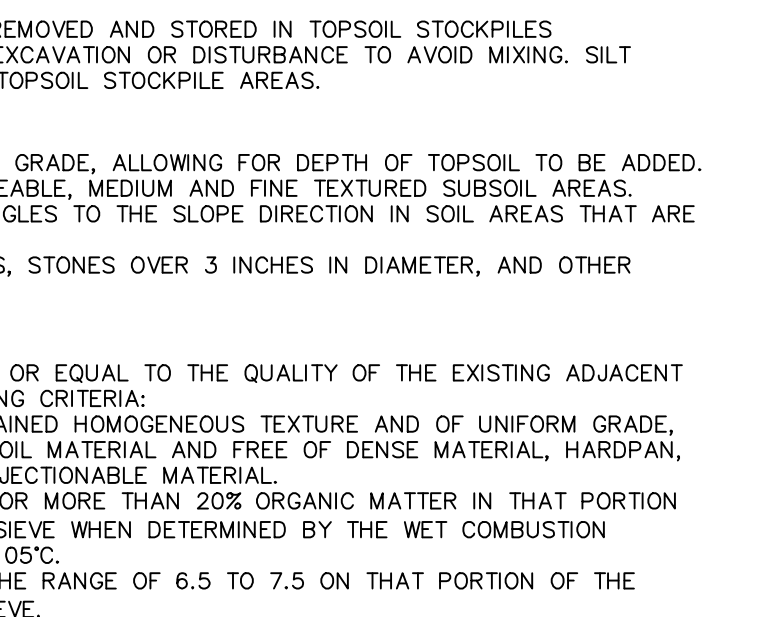 REMOVED AND STORED IN TOPSOIL STOCKPILES
EXCAVATION OR DISTURBANCE TO AVOID MIXING. SILT
TOPSOIL STOCKPILE AREAS.
GRADE, ALLOWING FOR DEPTH OF TOPSOIL TO BE ADDED.
EABLE, MEDIUM AND FINE TEXTURED SUBSOIL AREAS.
GLES TO THE SLOPE DIRECTION IN SOIL AREAS THAT ARE
S, STONES OVER 3 INCHES IN DIAMETER, AND OTHER
OR EQUAL TO THE QUALITY OF THE EXISTING ADJACENT
NG CRITERIA:
AINED HOMOGENEOUS TEXTURE AND OF UNIFORM GRADE,
OIL MATERIAL AND FREE OF DENSE MATERIAL, HARDPAN,
JECTIONABLE MATERIAL.
OR MORE THAN 20% ORGANIC MATTER IN THAT PORTION
SIEVE WHEN DETERMINED BY THE WET COMBUSTION
05°C.
HE RANGE OF 6.5 TO 7.5 ON THAT PORTION OF THE
EVE.